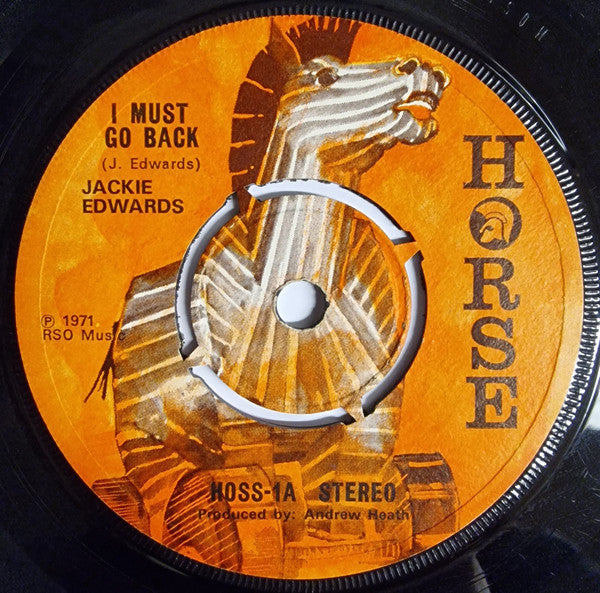 I MUST
GO BACK
(J. Edwards)
JACKIE
EDWARDS
HORSE
℗ 1971
RSO Music
HOSS-1A STEREO
Produced by: Andrew Heath